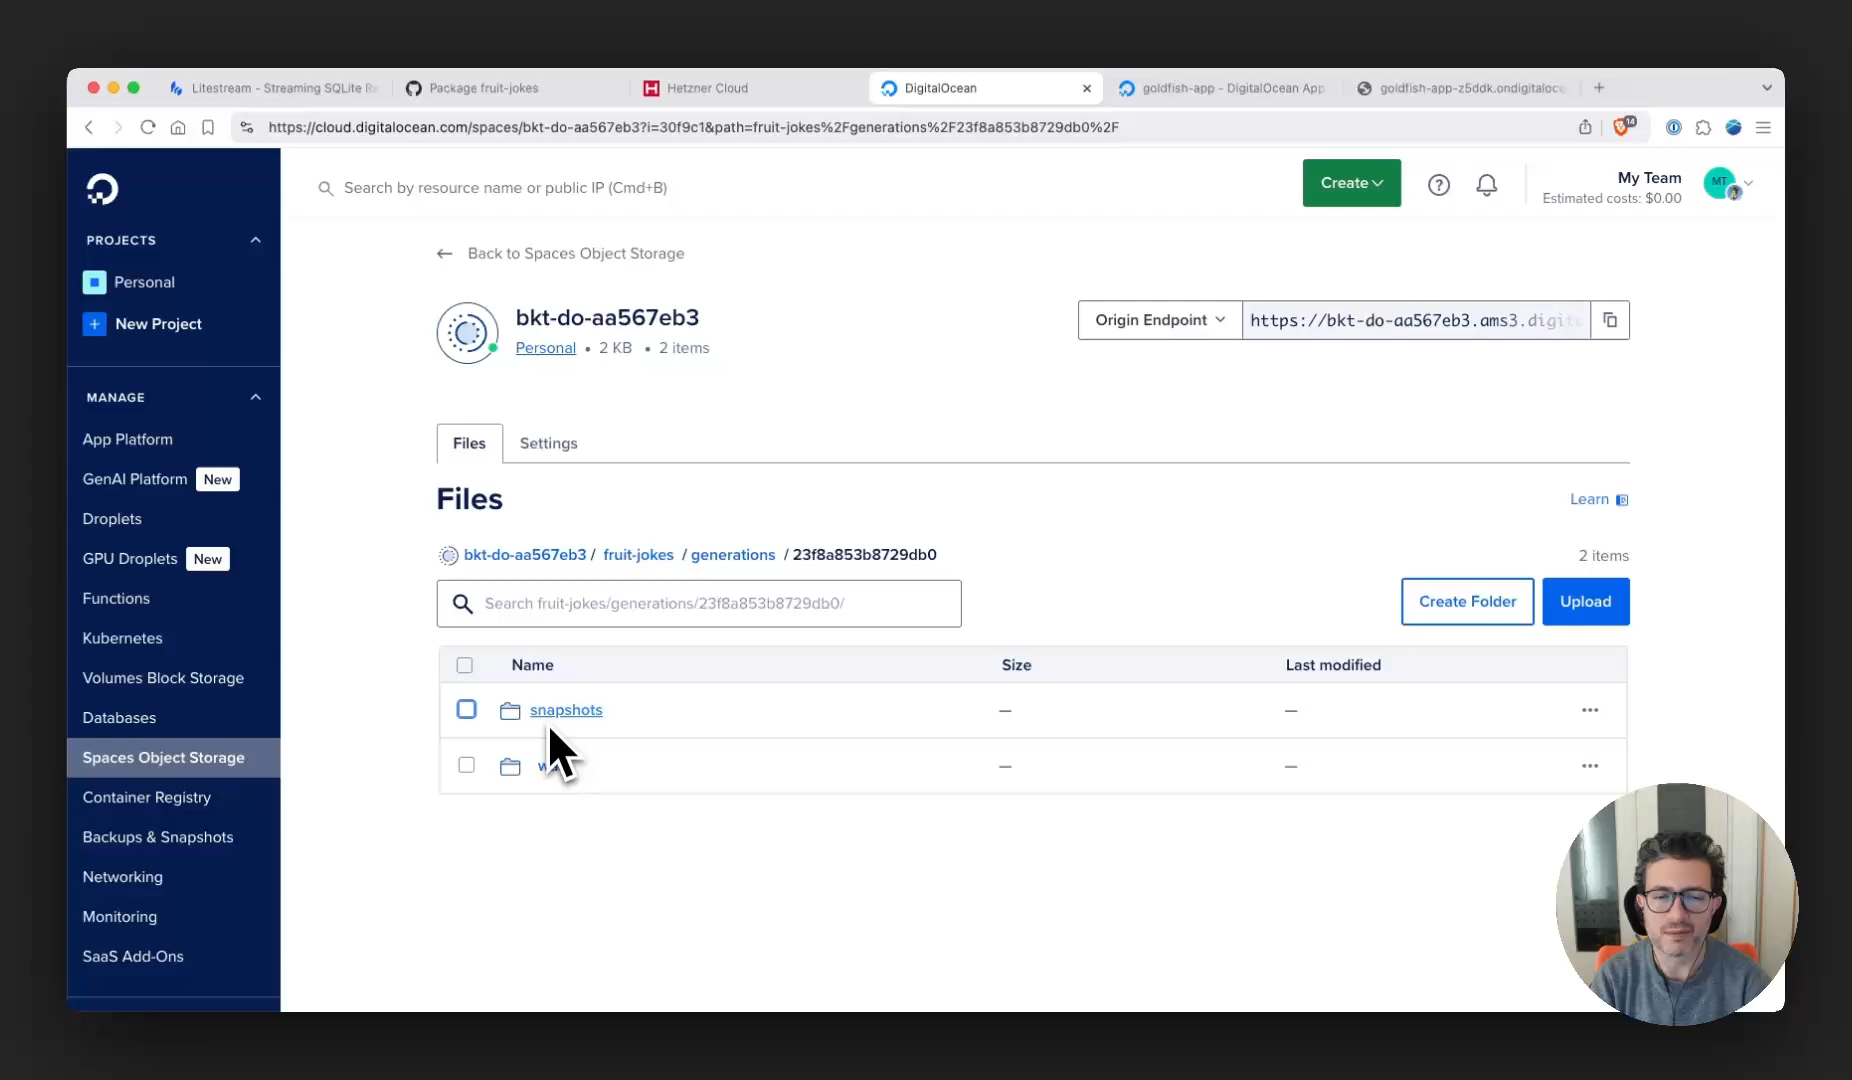 Litestream - Streaming SQLite Re
Package fruit-jokes
Hetzner Cloud
DigitalOcean
goldfish-app - DigitalOcean App
goldfish-app-z5ddk.ondigitaloce
https://cloud.digitalocean.com/spaces/bkt-do-aa567eb3?i=30f9c1&path=fruit-jokes%2Fgenerations%2F23f8a853b8729db0%2F
14
Search by resource name or public IP (Cmd+B)
Create
My Team
Estimated costs: $0.00
MT
PROJECTS
Personal
New Project
MANAGE
App Platform
GenAI Platform New
Droplets
GPU Droplets New
Functions
Kubernetes
Volumes Block Storage
Databases
Spaces Object Storage
Container Registry
Backups & Snapshots
Networking
Monitoring
SaaS Add-Ons
Back to Spaces Object Storage
bkt-do-aa567eb3
Personal • 2 KB • 2 items
Origin Endpoint
https://bkt-do-aa567eb3.ams3.digit
Files
Settings
Files
Learn
bkt-do-aa567eb3 / fruit-jokes / generations / 23f8a853b8729db0
2 items
Search fruit-jokes/generations/23f8a853b8729db0/
Create Folder
Upload
Name Size Last modified
snapshots — —
— —